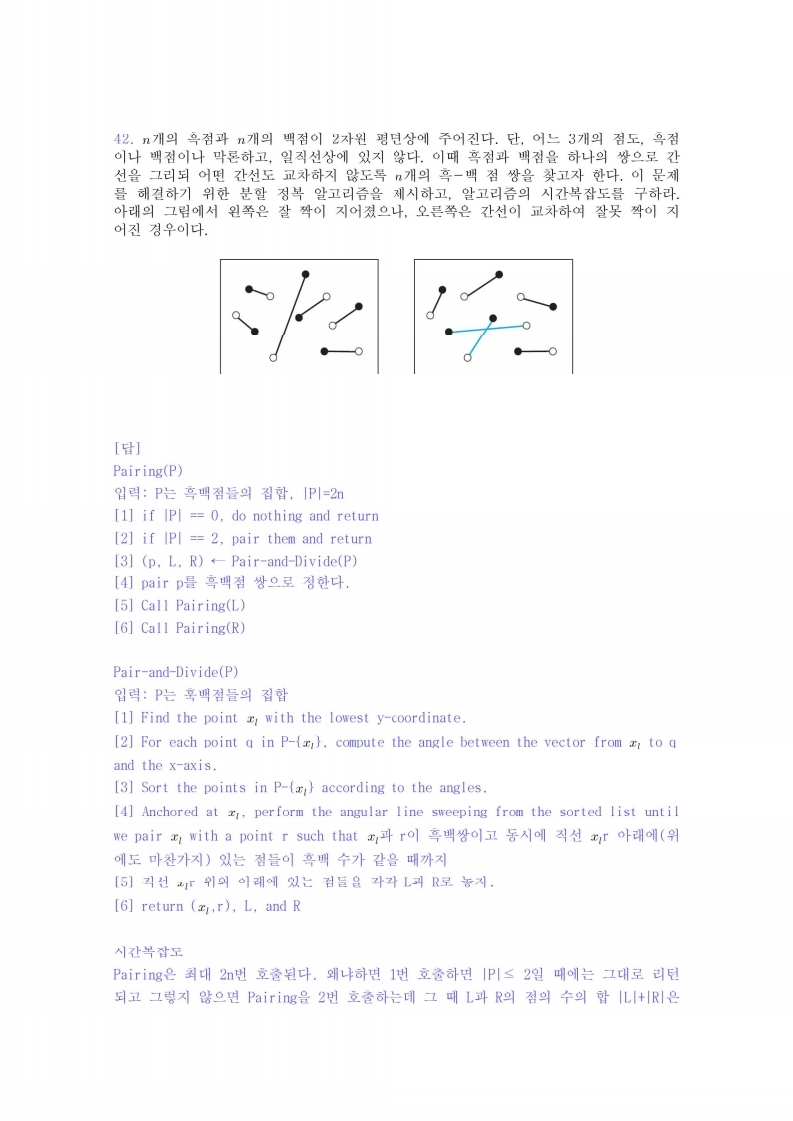 42. n개의 흑점과 n개의 백점이 2차원 평면상에 주어진다. 단, 어느 3개의 점도, 흑점
이나 백점이나 막론하고, 일직선상에 있지 않다. 이때 흑점과 백점을 하나의 쌍으로 간
선을 그리되 어떤 간선도 교차하지 않도록 n개의 흑-백 점 쌍을 찾고자 한다. 이 문제
를 해결하기 위한 분할 정복 알고리즘을 제시하고, 알고리즘의 시간복잡도를 구하라.
아래의 그림에서 왼쪽은 잘 짝이 지어졌으나, 오른쪽은 간선이 교차하여 잘못 짝이 지
어진 경우이다.
[답]
Pairing(P)
입력: P는 흑백점들의 집합, |P|=2n
[1] if |P| == 0, do nothing and return
[2] if |P| == 2, pair them and return
[3] (p, L, R) ← Pair-and-Divide(P)
[4] pair p를 흑백점 쌍으로 정한다.
[5] Call Pairing(L)
[6] Call Pairing(R)
Pair-and-Divide(P)
입력: P는 흑백점들의 집합
[1] Find the point xₗ with the lowest y-coordinate.
[2] For each point q in P-{xₗ}, compute the angle between the vector from xₗ to q
and the x-axis.
[3] Sort the points in P-{xₗ} according to the angles.
[4] Anchored at xₗ, perform the angular line sweeping from the sorted list until
we pair xₗ with a point r such that xₗ과 r이 흑백쌍이고 동시에 직선 xₗr 아래에(위
에도 마찬가지) 있는 점들이 흑백 수가 같을 때까지
[5] 직선 xₗr 위와 아래에 있는 점들을 각각 L과 R로 놓자.
[6] return (xₗ,r), L, and R
시간복잡도
Pairing은 최대 2n번 호출된다. 왜냐하면 1번 호출하면 |P|≤ 2일 때에는 그대로 리턴
되고 그렇지 않으면 Pairing을 2번 호출하는데 그 때 L과 R의 점의 수의 합 |L|+|R|은